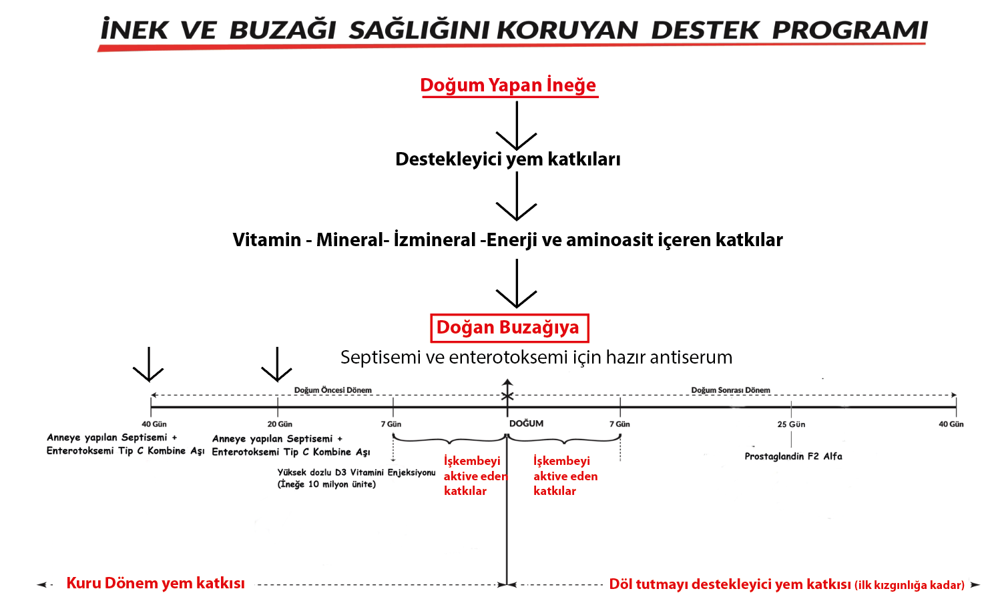 İNEK VE BUZAĞI SAĞLIĞINI KORUYAN DESTEK PROGRAMI
Doğum Yapan İneğe
Destekleyici yem katkıları
Vitamin - Mineral- İzmineral -Enerji ve aminoasit içeren katkılar
Doğan Buzağıya
Septisemi ve enterotoksemi için hazır antiserum
Doğum Öncesi Dönem
Doğum Sonrası Dönem
40 Gün
20 Gün
7 Gün
DOĞUM
7 Gün
25 Gün
40 Gün
Anneye yapılan Septisemi +
Enterotoksemi Tip C Kombine Aşı
Anneye yapılan Septisemi +
Enterotoksemi Tip C Kombine Aşı
Yüksek dozlu D3 Vitamini Enjeksiyonu
(İneğe 10 milyon ünite)
İşkembeyi
aktive eden
katkılar
İşkembeyi
aktive eden
katkılar
Prostaglandin F2 Alfa
Kuru Dönem yem katkısı
Döl tutmayı destekleyici yem katkısı (ilk kızgınlığa kadar)